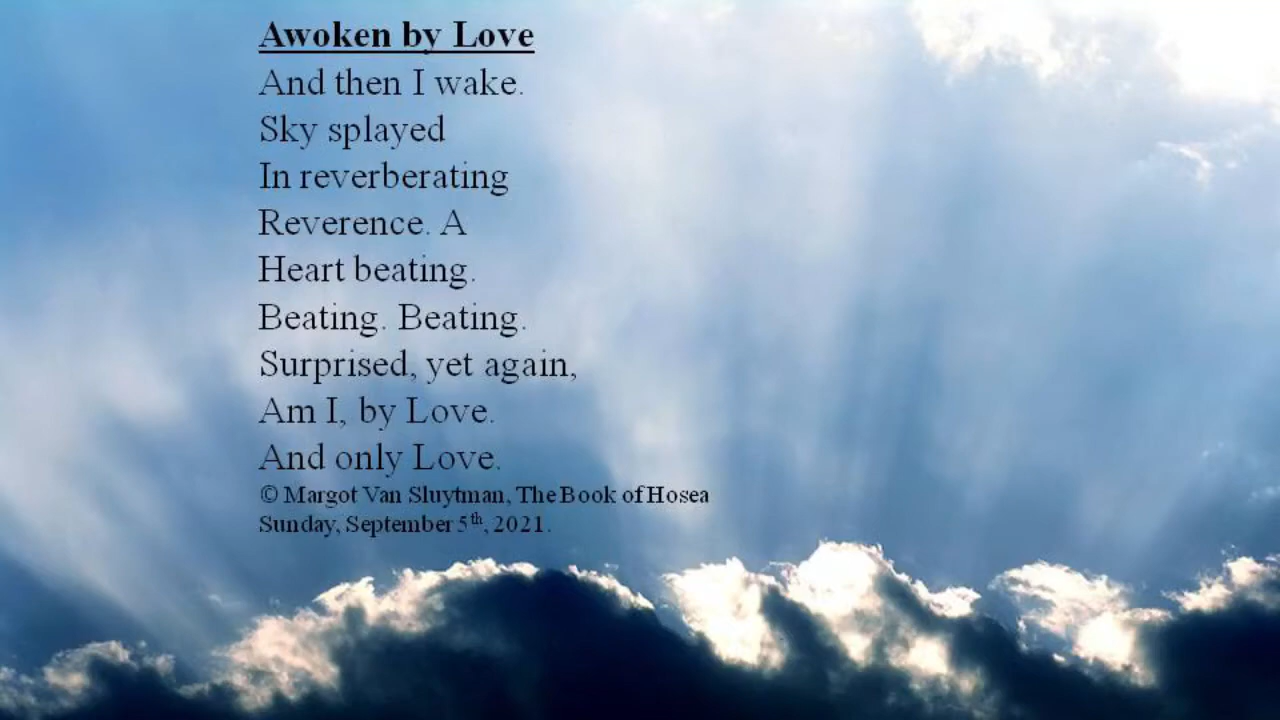 Awoken by Love
And then I wake.
Sky splayed
In reverberating
Reverence. A
Heart beating.
Beating. Beating.
Surprised, yet again,
Am I, by Love.
And only Love.
© Margot Van Sluytman, The Book of Hosea
Sunday, September 5th, 2021.